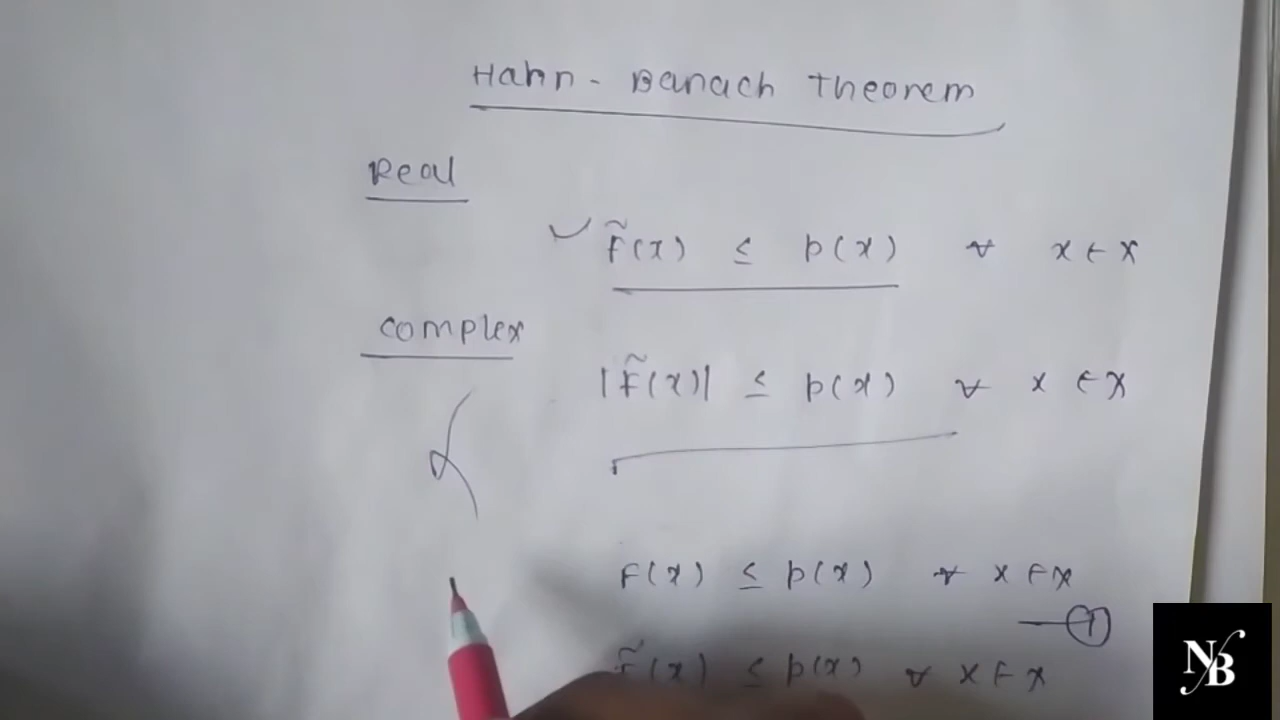 Hahn - Banach Theorem
Real
f̃(x) ≤ p(x) ∀ x ∈ X
Complex
|f̃(x)| ≤ p(x) ∀ x ∈ X
f(x) ≤ p(x) ∀ x ∈ X
— ①
f̃(x) ≤ p(x) ∀ x ∈ X
NB